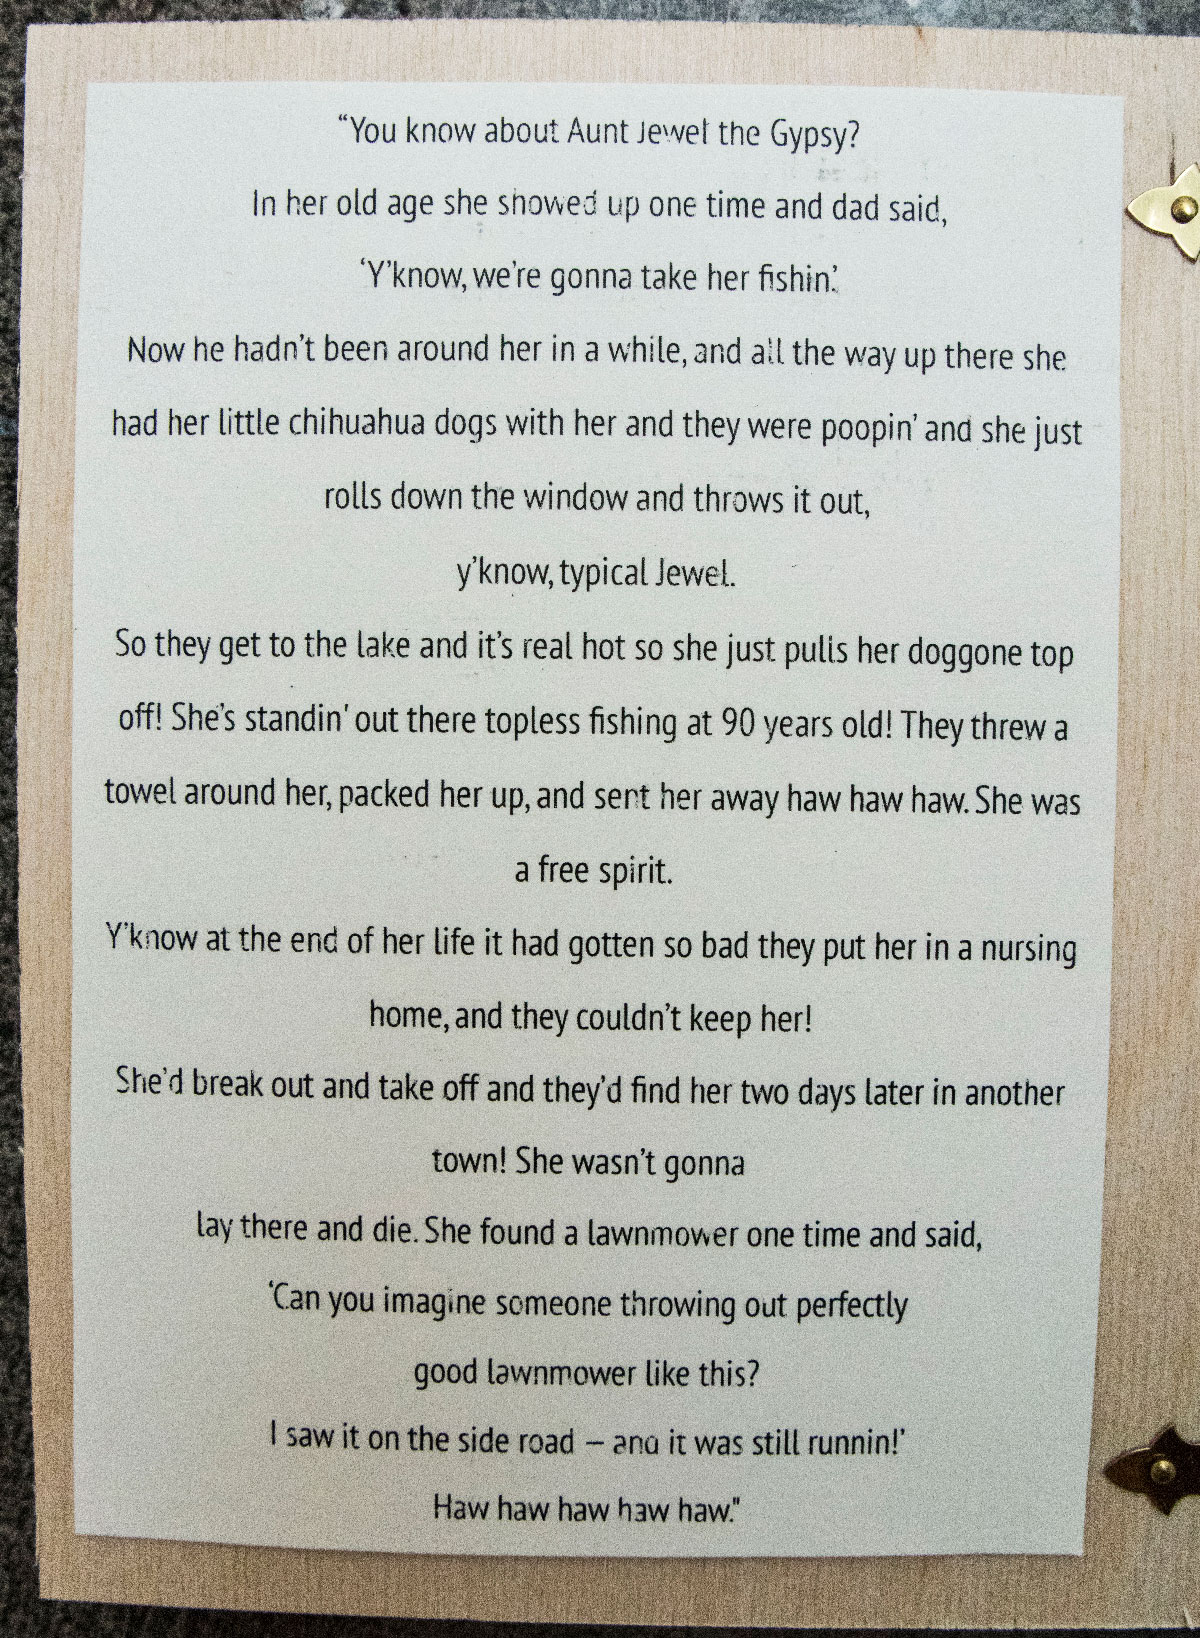 “You know about Aunt Jewel the Gypsy?
In her old age she showed up one time and dad said,
‘Y’know, we’re gonna take her fishin’.’
Now he hadn’t been around her in a while, and all the way up there she
had her little chihuahua dogs with her and they were poopin’ and she just
rolls down the window and throws it out,
y’know, typical Jewel.
So they get to the lake and it’s real hot so she just pulls her doggone top
off! She’s standin’ out there topless fishing at 90 years old! They threw a
towel around her, packed her up, and sent her away haw haw haw. She was
a free spirit.
Y’know at the end of her life it had gotten so bad they put her in a nursing
home, and they couldn’t keep her!
She’d break out and take off and they’d find her two days later in another
town! She wasn’t gonna
lay there and die. She found a lawnmower one time and said,
‘Can you imagine someone throwing out perfectly
good lawnmower like this?
I saw it on the side road – and it was still runnin!’
Haw haw haw haw haw."